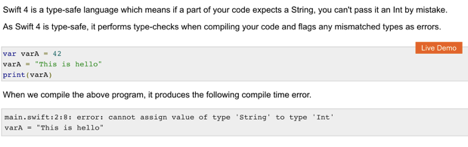 Swift 4 is a type-safe language which means if a part of your code expects a String, you can't pass it an Int by mistake.
As Swift 4 is type-safe, it performs type-checks when compiling your code and flags any mismatched types as errors.
Live Demo
var varA = 42
varA = "This is hello"
print(varA)
When we compile the above program, it produces the following compile time error.
main.swift:2:8: error: cannot assign value of type 'String' to type 'Int'
varA = "This is hello"